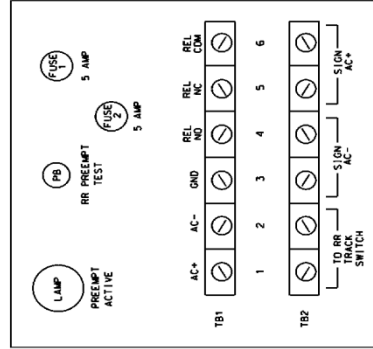 FUSE
1
5 AMP
FUSE
2
5 AMP
PB
RR PREEMPT
TEST
LAMP
PREEMPT
ACTIVE
TB1
AC+
AC-
GND
REL
NO
REL
NC
REL
COM
1
2
3
4
5
6
TB2
TO RR
TRACK
SWITCH
SIGN
AC-
SIGN
AC+